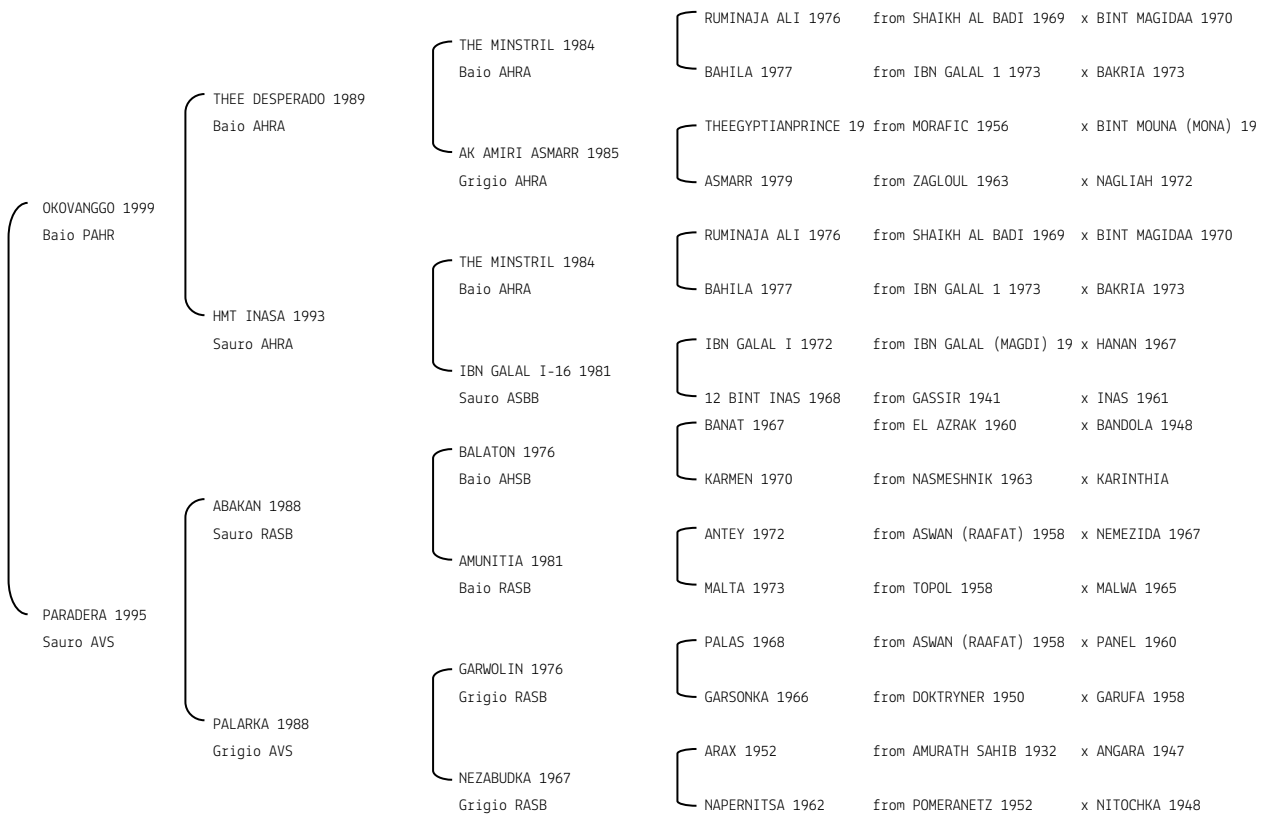 RUMINAJA ALI 1976 from SHAIKH AL BADI 1969 x BINT MAGIDAA 1970
THE MINSTRIL 1984
Baio AHRA
BAHILA 1977 from IBN GALAL 1 1973 x BAKRIA 1973
THEE DESPERADO 1989
Baio AHRA
THEEGYPTIANPRINCE 19 from MORAFIC 1956 x BINT MOUNA (MONA) 19
AK AMIRI ASMARR 1985
Grigio AHRA
ASMARR 1979 from ZAGLOUL 1963 x NAGLIAH 1972
OKOVANGGO 1999
Baio PAHR
RUMINAJA ALI 1976 from SHAIKH AL BADI 1969 x BINT MAGIDAA 1970
THE MINSTRIL 1984
Baio AHRA
BAHILA 1977 from IBN GALAL 1 1973 x BAKRIA 1973
HMT INASA 1993
Sauro AHRA
IBN GALAL I 1972 from IBN GALAL (MAGDI) 19 x HANAN 1967
IBN GALAL I-16 1981
Sauro ASBB
12 BINT INAS 1968 from GASSIR 1941 x INAS 1961
BANAT 1967 from EL AZRAK 1960 x BANDOLA 1948
BALATON 1976
Baio AHSB
KARMEN 1970 from NASMESHNIK 1963 x KARINTHIA
ABAKAN 1988
Sauro RASB
ANTEY 1972 from ASWAN (RAAFAT) 1958 x NEMEZIDA 1967
AMUNITIA 1981
Baio RASB
MALTA 1973 from TOPOL 1958 x MALWA 1965
PARADERA 1995
Sauro AVS
PALAS 1968 from ASWAN (RAAFAT) 1958 x PANEL 1960
GARWOLIN 1976
Grigio RASB
GARSONKA 1966 from DOKTRYNER 1950 x GARUFA 1958
PALARKA 1988
Grigio AVS
ARAX 1952 from AMURATH SAHIB 1932 x ANGARA 1947
NEZABUDKA 1967
Grigio RASB
NAPERNITSA 1962 from POMERANETZ 1952 x NITOCHKA 1948